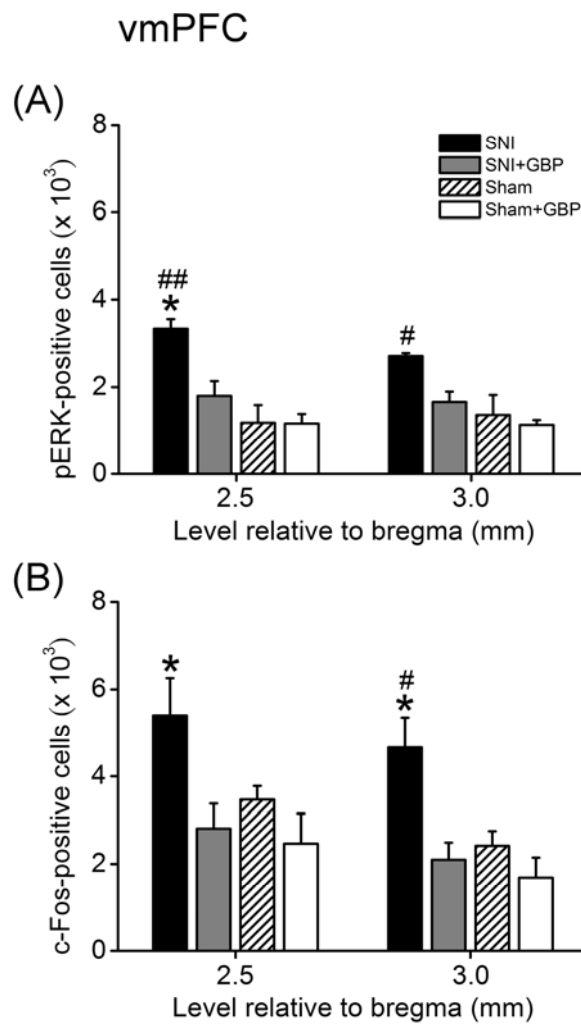 vmPFC
(A)
pERK-positive cells (x 10³)
8
6
4
2
0
SNI
SNI+GBP
Sham
Sham+GBP
##
*
#
2.5
3.0
Level relative to bregma (mm)
(B)
c-Fos-positive cells (x 10³)
8
6
4
2
0
*
#
*
2.5
3.0
Level relative to bregma (mm)